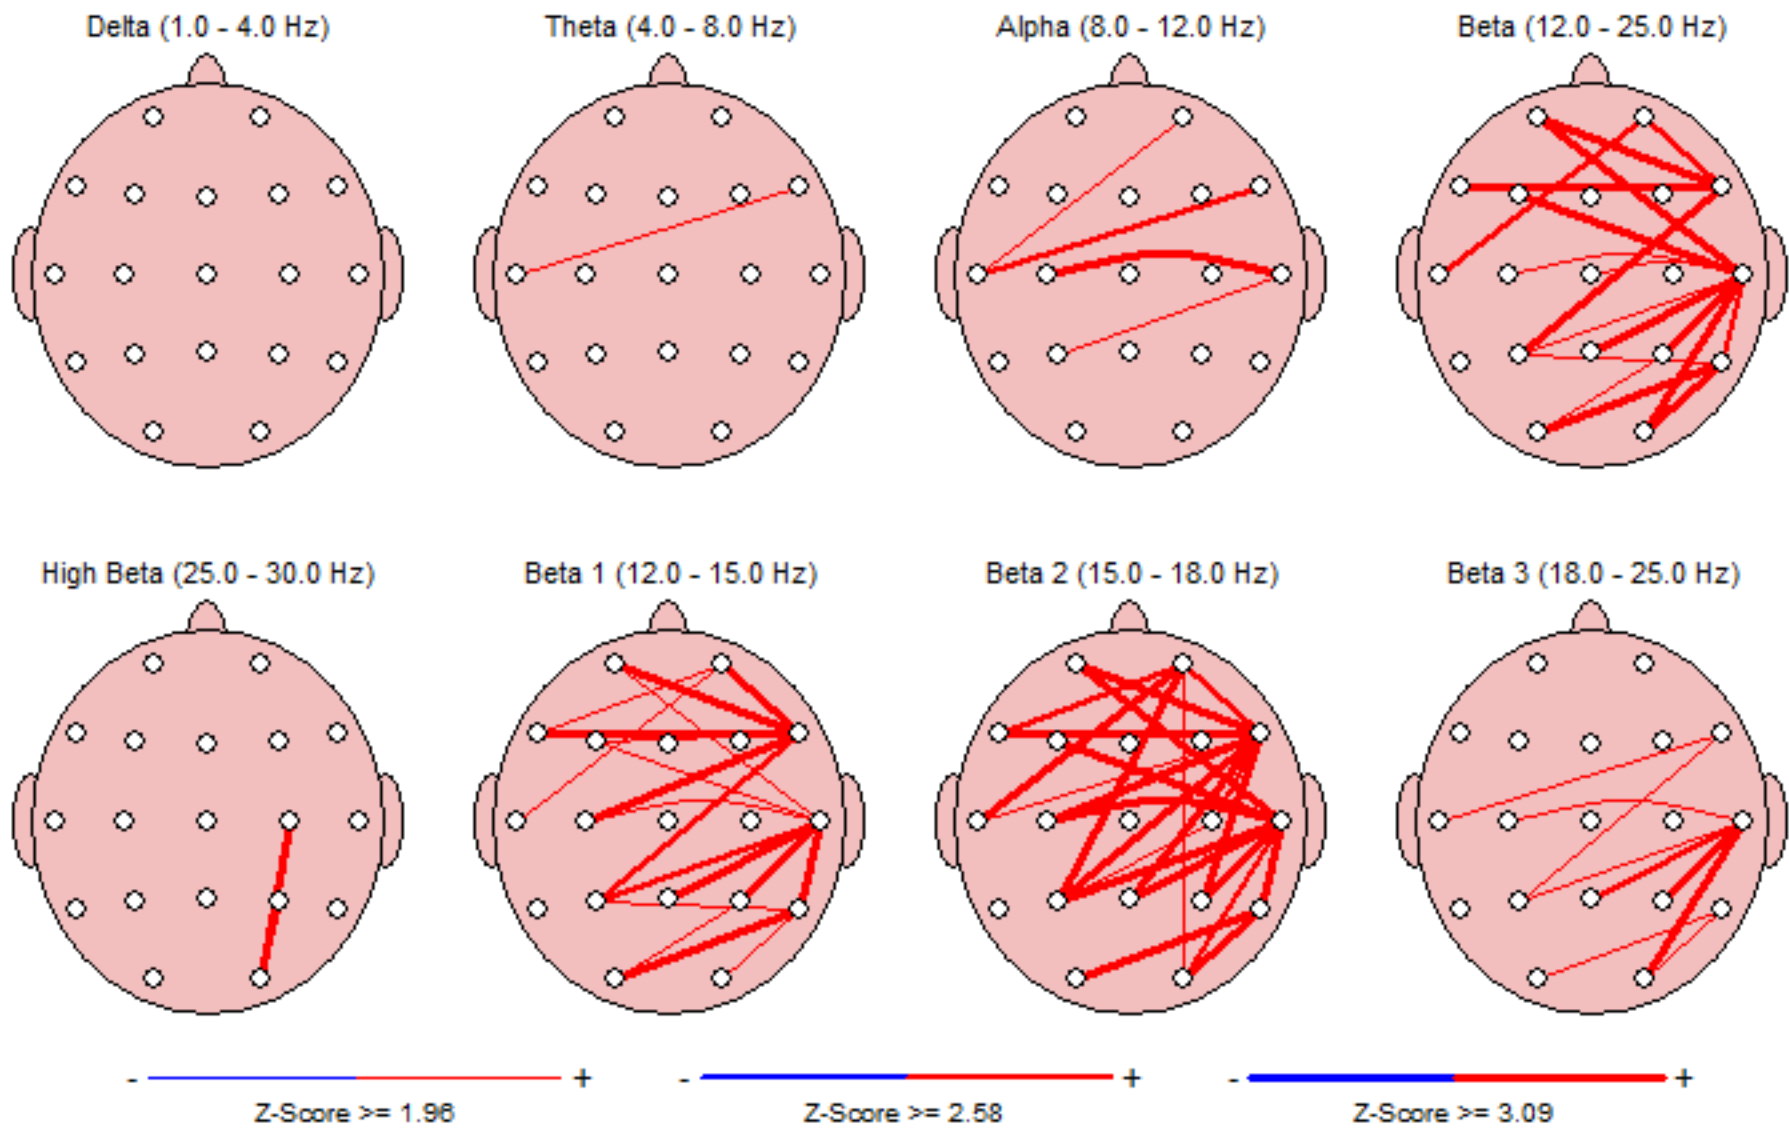 Delta (1.0 - 4.0 Hz)
Theta (4.0 - 8.0 Hz)
Alpha (8.0 - 12.0 Hz)
Beta (12.0 - 25.0 Hz)
High Beta (25.0 - 30.0 Hz)
Beta 1 (12.0 - 15.0 Hz)
Beta 2 (15.0 - 18.0 Hz)
Beta 3 (18.0 - 25.0 Hz)
- +
- +
- +
Z-Score >= 1.96
Z-Score >= 2.58
Z-Score >= 3.09